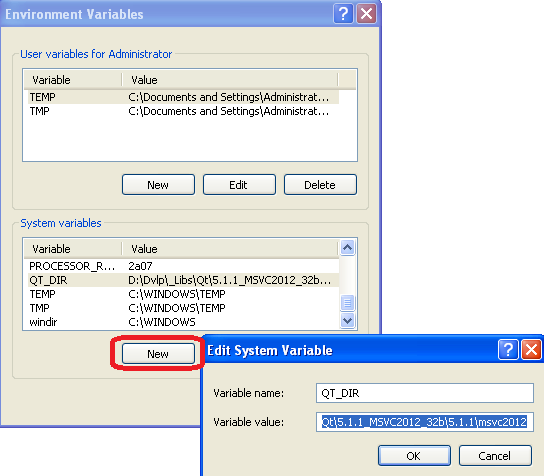 Environment Variables
User variables for Administrator
Variable Value
TEMP C:\Documents and Settings\Administrat...
TMP C:\Documents and Settings\Administrat...
New Edit Delete
System variables
Variable Value
PROCESSOR_R... 2a07
QT_DIR D:\Dvlp\_Libs\Qt\5.1.1_MSVC2012_32b...
TEMP C:\WINDOWS\TEMP
TMP C:\WINDOWS\TEMP
windir C:\WINDOWS
New
Edit System Variable
Variable name: QT_DIR
Variable value: Qt\5.1.1_MSVC2012_32b\5.1.1\msvc2012
OK Cancel